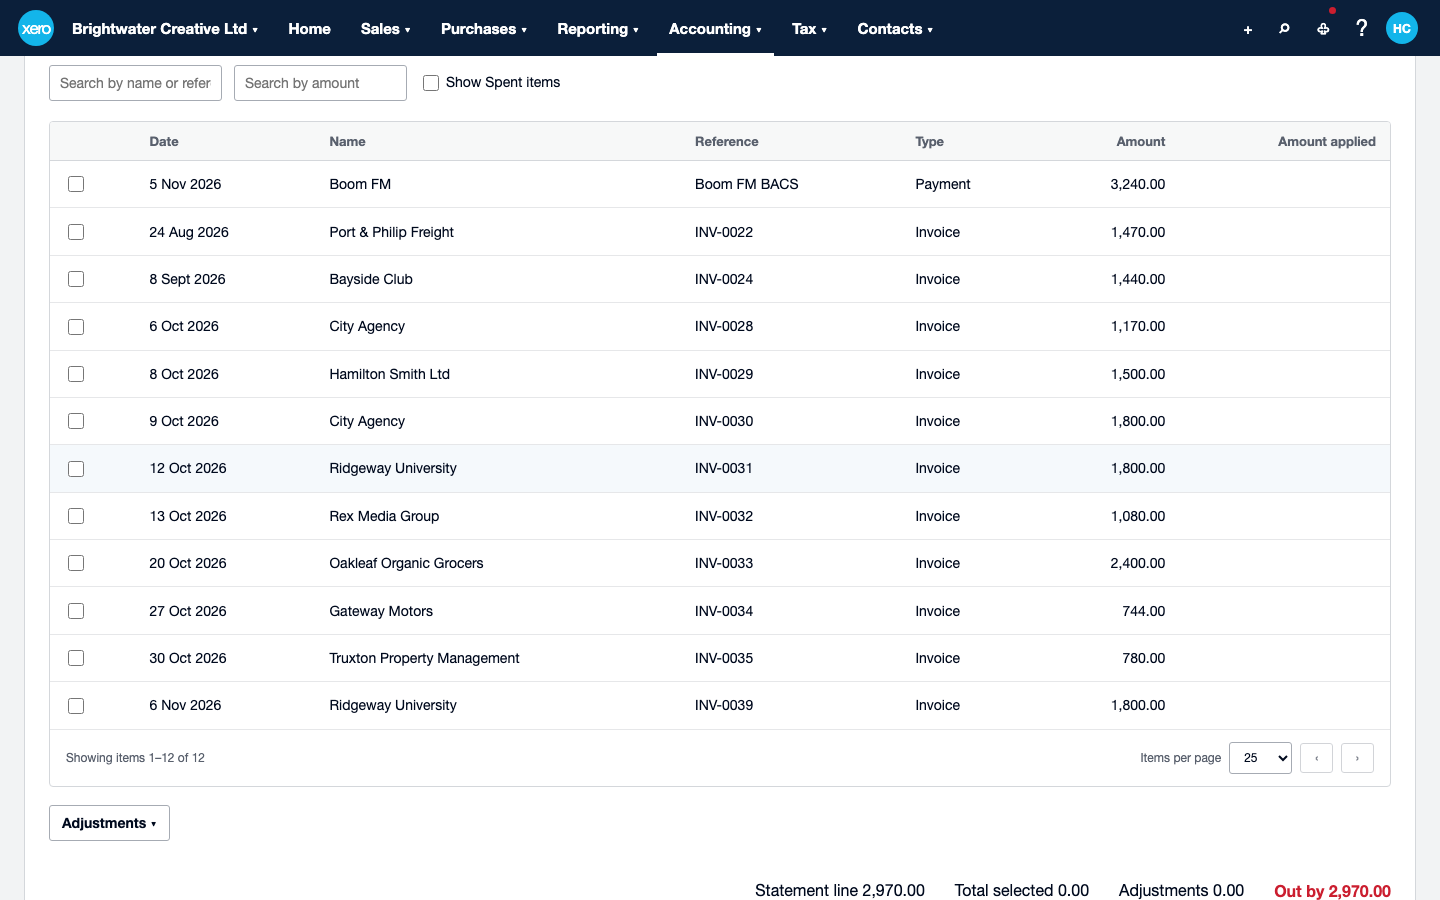 xero Brightwater Creative Ltd ▾ Home Sales ▾ Purchases ▾ Reporting ▾ Accounting ▾ Tax ▾ Contacts ▾ + ? HC
Search by name or refer Search by amount Show Spent items
Date Name Reference Type Amount Amount applied
5 Nov 2026 Boom FM Boom FM BACS Payment 3,240.00
24 Aug 2026 Port & Philip Freight INV-0022 Invoice 1,470.00
8 Sept 2026 Bayside Club INV-0024 Invoice 1,440.00
6 Oct 2026 City Agency INV-0028 Invoice 1,170.00
8 Oct 2026 Hamilton Smith Ltd INV-0029 Invoice 1,500.00
9 Oct 2026 City Agency INV-0030 Invoice 1,800.00
12 Oct 2026 Ridgeway University INV-0031 Invoice 1,800.00
13 Oct 2026 Rex Media Group INV-0032 Invoice 1,080.00
20 Oct 2026 Oakleaf Organic Grocers INV-0033 Invoice 2,400.00
27 Oct 2026 Gateway Motors INV-0034 Invoice 744.00
30 Oct 2026 Truxton Property Management INV-0035 Invoice 780.00
6 Nov 2026 Ridgeway University INV-0039 Invoice 1,800.00
Showing items 1–12 of 12 Items per page 25 ‹ ›
Adjustments ▾
Statement line 2,970.00 Total selected 0.00 Adjustments 0.00 Out by 2,970.00